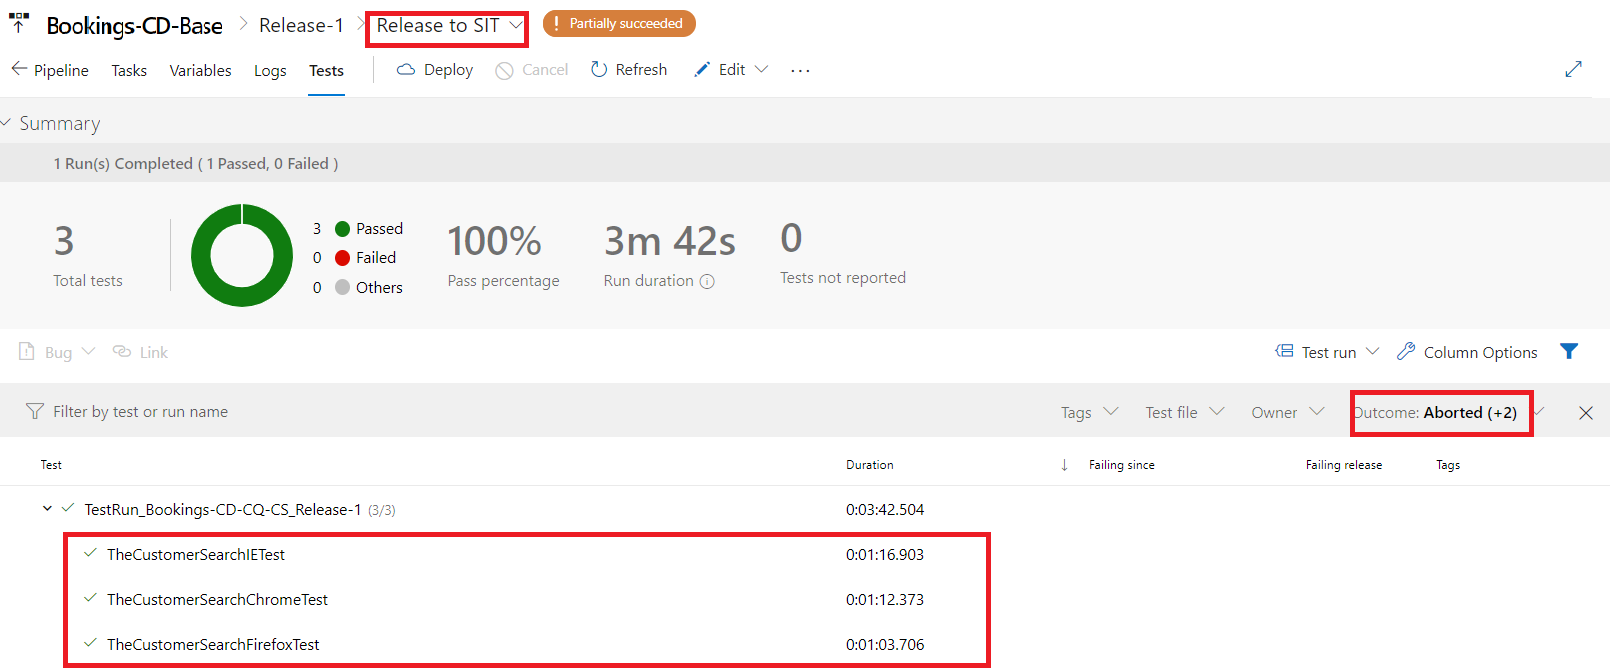 Bookings-CD-Base > Release-1 > Release to SIT ! Partially succeeded
Pipeline Tasks Variables Logs Tests Deploy Cancel Refresh Edit ...
Summary
1 Run(s) Completed ( 1 Passed, 0 Failed )
3
Total tests
3 Passed
0 Failed
0 Others
100%
Pass percentage
3m 42s
Run duration
0
Tests not reported
Bug Link Test run Column Options
Filter by test or run name Tags Test file Owner Outcome: Aborted (+2)
Test Duration Failing since Failing release Tags
TestRun_Bookings-CD-CQ-CS_Release-1 (3/3) 0:03:42.504
TheCustomerSearchIETest 0:01:16.903
TheCustomerSearchChromeTest 0:01:12.373
TheCustomerSearchFirefoxTest 0:01:03.706